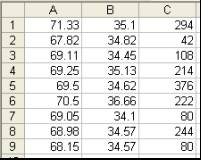 A B C
1 71.33 35.1 294
2 67.82 34.82 42
3 69.11 34.45 108
4 69.25 35.13 214
5 69.5 34.62 376
6 70.5 36.66 222
7 69.05 34.1 80
8 68.98 34.57 244
9 68.15 34.57 80